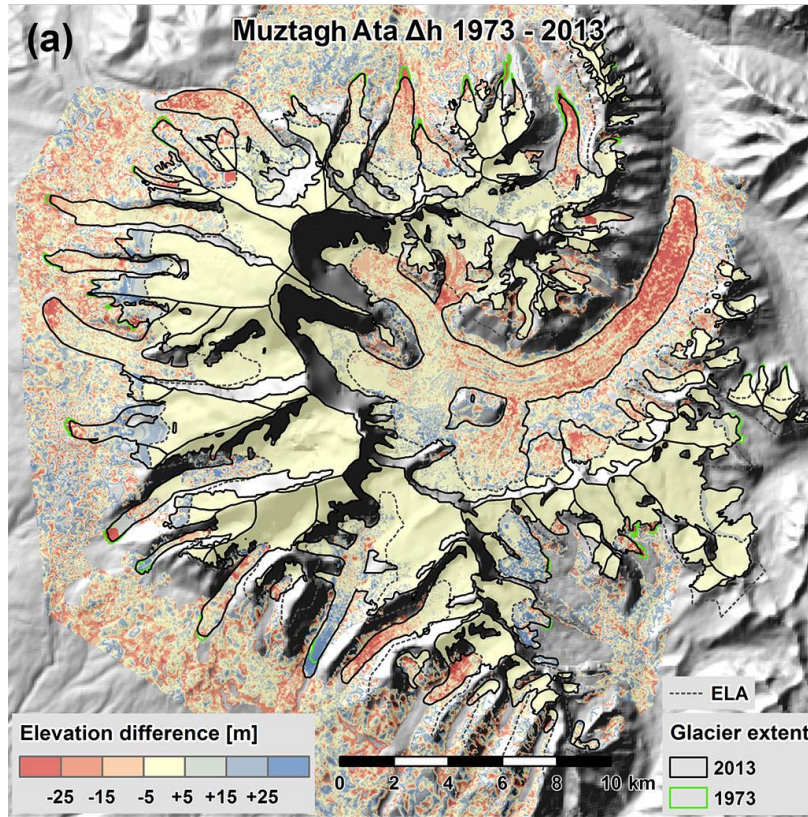 (a)
Muztagh Ata Δh 1973 - 2013
ELA
Elevation difference [m]
-25 -15 -5 +5 +15 +25
0 2 4 6 8 10 km
Glacier extent
2013
1973